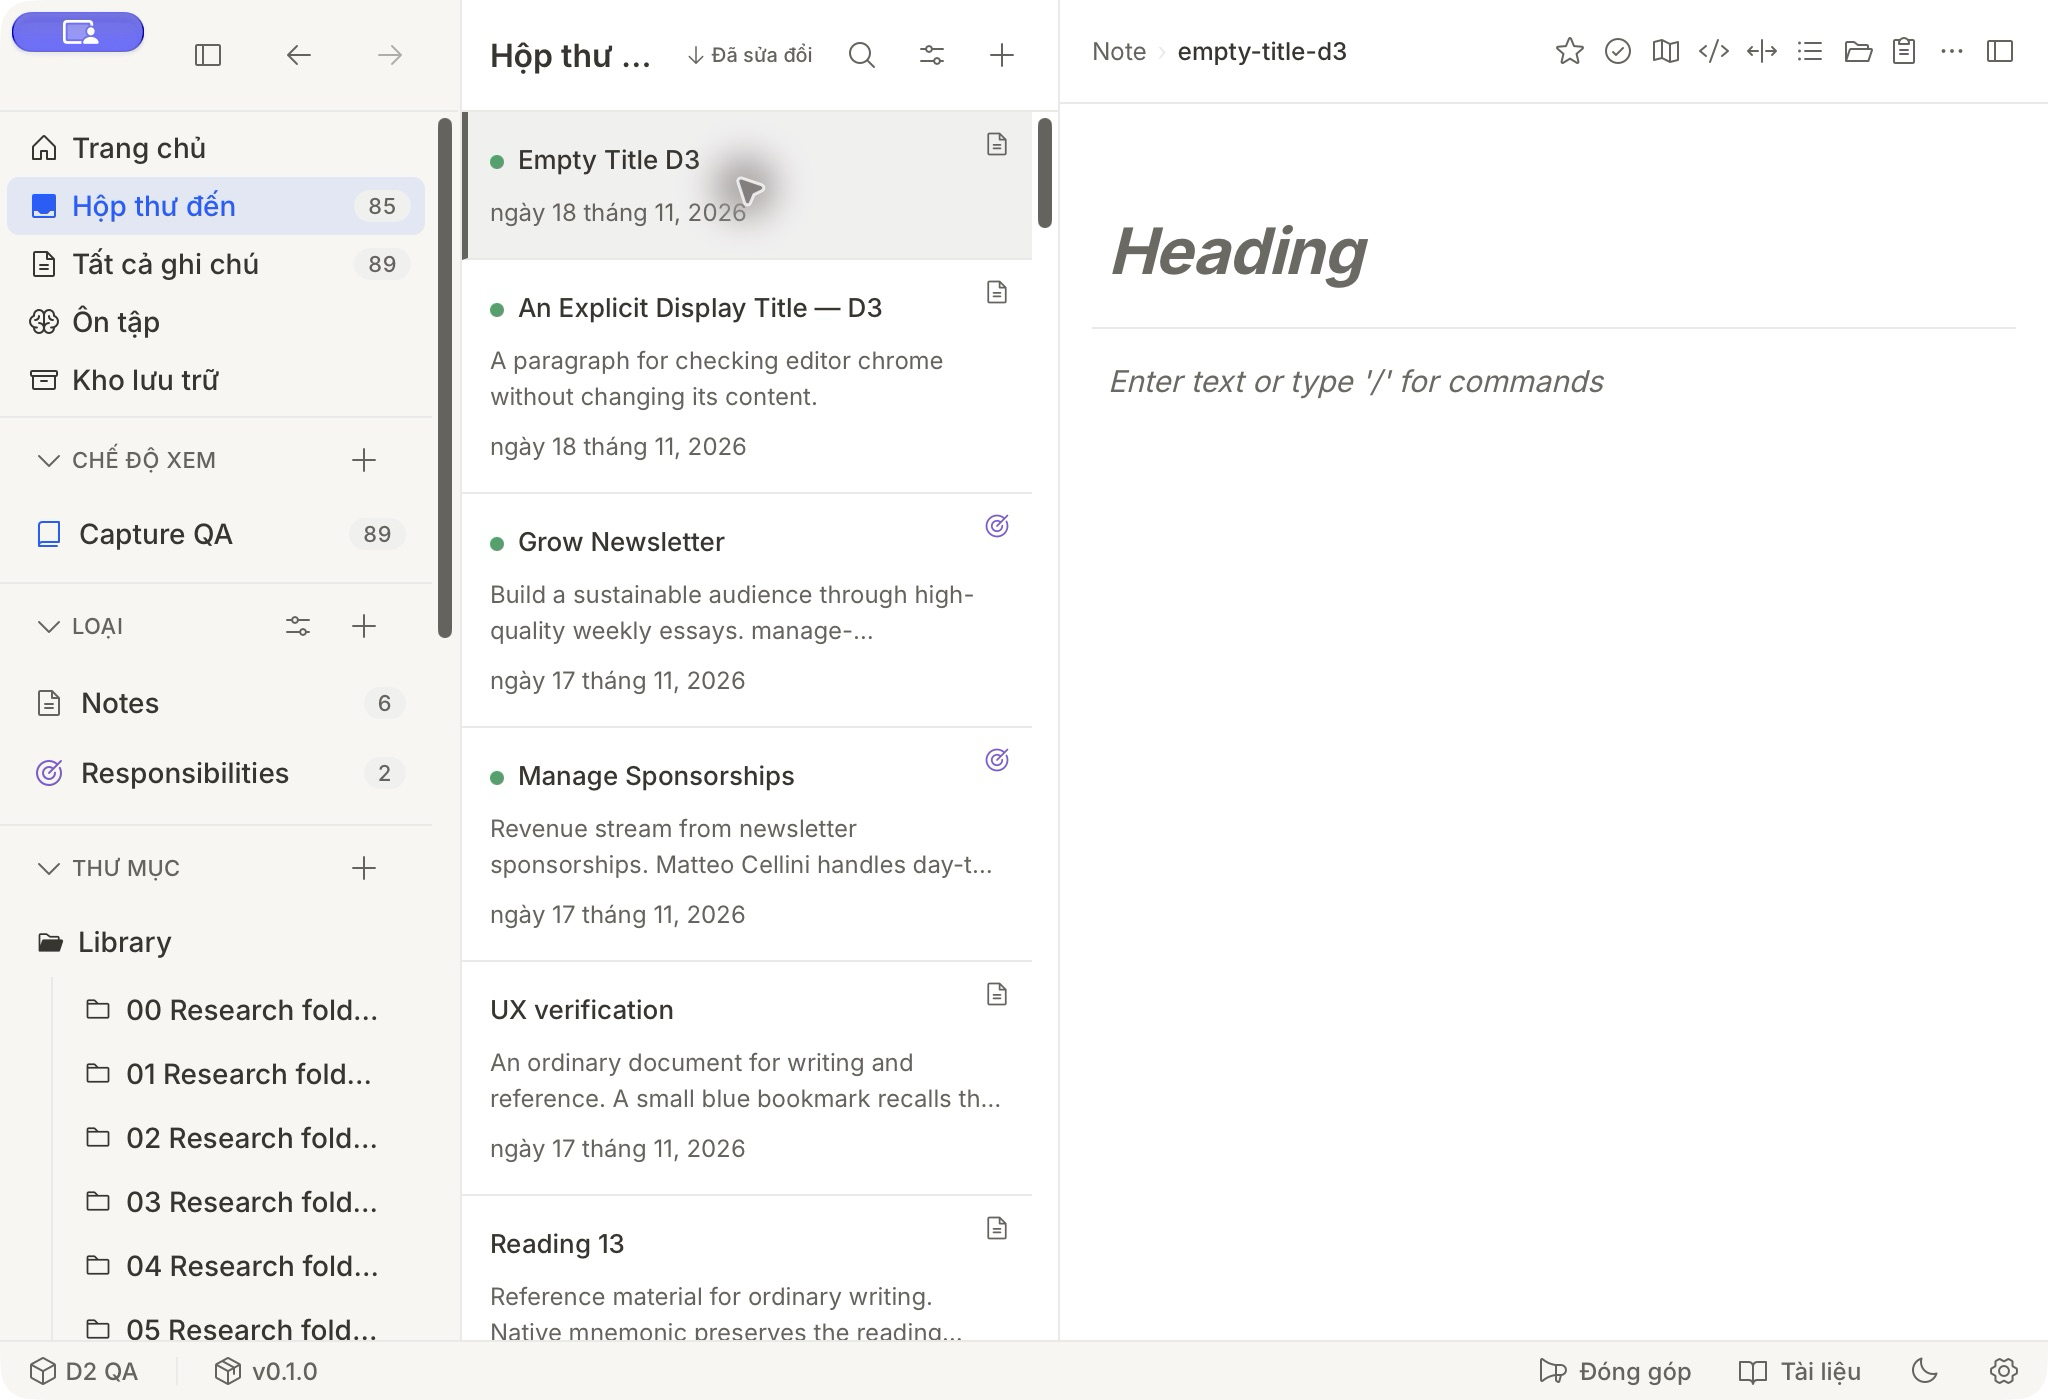 Trang chủ
Hộp thư đến 85
Tất cả ghi chú 89
Ôn tập
Kho lưu trữ
CHẾ ĐỘ XEM
Capture QA 89
LOẠI
Notes 6
Responsibilities 2
THƯ MỤC
Library
00 Research fold...
01 Research fold...
02 Research fold...
03 Research fold...
04 Research fold...
05 Research fold...
Hộp thư ...
Đã sửa đổi
Empty Title D3
ngày 18 tháng 11, 2026
An Explicit Display Title — D3
A paragraph for checking editor chrome
without changing its content.
ngày 18 tháng 11, 2026
Grow Newsletter
Build a sustainable audience through high-
quality weekly essays. manage-...
ngày 17 tháng 11, 2026
Manage Sponsorships
Revenue stream from newsletter
sponsorships. Matteo Cellini handles day-t...
ngày 17 tháng 11, 2026
UX verification
An ordinary document for writing and
reference. A small blue bookmark recalls th...
ngày 17 tháng 11, 2026
Reading 13
Reference material for ordinary writing.
Native mnemonic preserves the reading...
Note › empty-title-d3
Heading
Enter text or type '/' for commands
D2 QA
v0.1.0
Đóng góp
Tài liệu